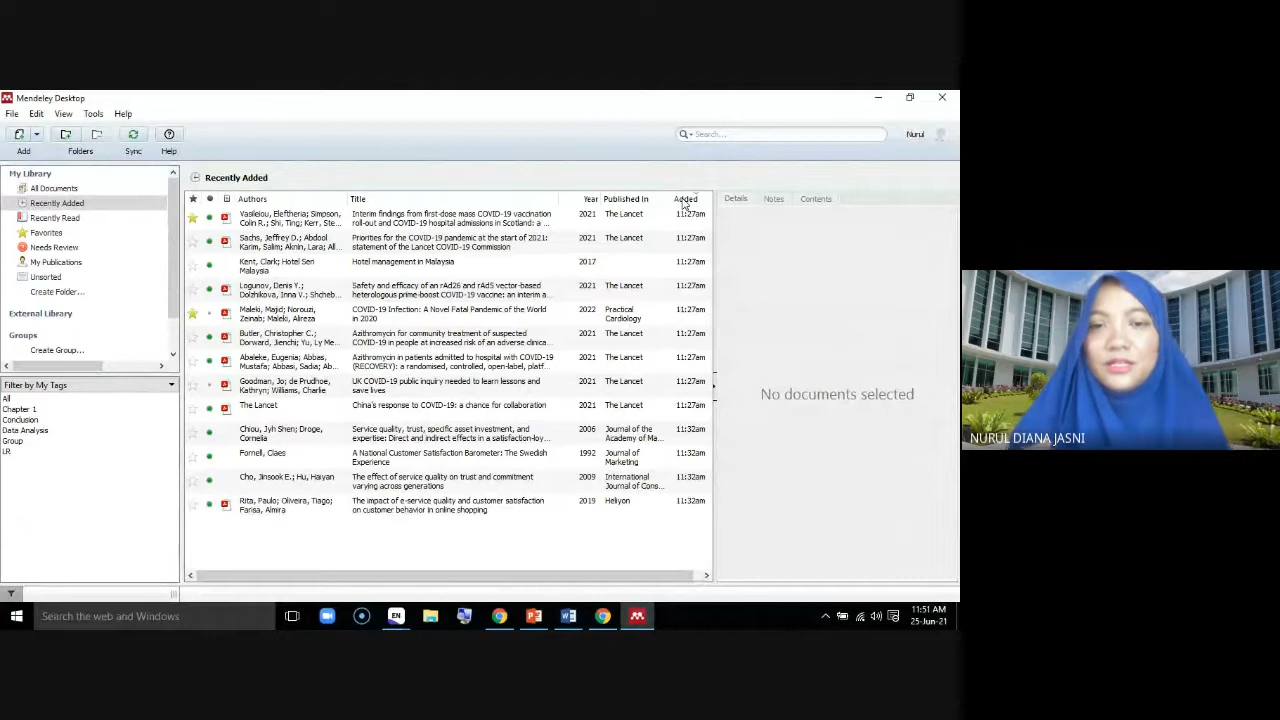 Mendeley Desktop
File Edit View Tools Help
Search...
Nurul
Add Folders Sync Help
My Library
All Documents
Recently Added
Recently Read
Favorites
Needs Review
My Publications
Unsorted
Create Folder...
External Library
Groups
Create Group...
Filter by My Tags
All
Chapter 1
Conclusion
Data Analysis
Group
LR
Recently Added
Authors Title Year Published In Added
Vasileiou, Eleftheria; Simpson, Interim findings from first-dose mass COVID-19 vaccination 2021 The Lancet 11:27am
Colin R.; Shi, Ting; Kerr, Ste... roll-out and COVID-19 hospital admissions in Scotland: a ...
Sachs, Jeffrey D.; Abdool Priorities for the COVID-19 pandemic at the start of 2021: 2021 The Lancet 11:27am
Karim, Salim; Aknin, Lara; All... statement of the Lancet COVID-19 Commission
Kent, Clark; Hotel Seri Hotel management in Malaysia 2017 11:27am
Malaysia
Logunov, Denis Y.; Safety and efficacy of an rAd26 and rAd5 vector-based 2021 The Lancet 11:27am
Dolzhikova, Inna V.; Shcheb... heterologous prime-boost COVID-19 vaccine: an interim a...
Maleki, Majid; Norouzi, COVID-19 Infection: A Novel Fatal Pandemic of the World 2022 Practical 11:27am
Zeinab; Maleki, Alireza in 2020 Cardiology
Butler, Christopher C.; Azithromycin for community treatment of suspected 2021 The Lancet 11:27am
Dorward, Jienchi; Yu, Ly Me... COVID-19 in people at increased risk of an adverse clinica...
Abaleke, Eugenia; Abbas, Azithromycin in patients admitted to hospital with COVID-19 2021 The Lancet 11:27am
Mustafa; Abbasi, Sadia; Ab... (RECOVERY): a randomised, controlled, open-label, platf...
Goodman, Jo; de Prudhoe, UK COVID-19 public inquiry needed to learn lessons and 2021 The Lancet 11:27am
Kathryn; Williams, Charlie save lives
The Lancet China's response to COVID-19: a chance for collaboration 2021 The Lancet 11:27am
Chiou, Jyh Shen; Droge, Service quality, trust, specific asset investment, and 2006 Journal of the 11:32am
Cornelia expertise: Direct and indirect effects in a satisfaction-loy... Academy of Ma...
Fornell, Claes A National Customer Satisfaction Barometer: The Swedish 1992 Journal of 11:32am
Experience Marketing
Cho, Jinsook E.; Hu, Haiyan The effect of service quality on trust and commitment 2009 International 11:32am
varying across generations Journal of Cons...
Rita, Paulo; Oliveira, Tiago; The impact of e-service quality and customer satisfaction 2019 Heliyon 11:32am
Farisa, Almira on customer behavior in online shopping
Details Notes Contents
No documents selected
NURUL DIANA JASNI
Search the web and Windows
EN
11:51 AM
25-Jun-21